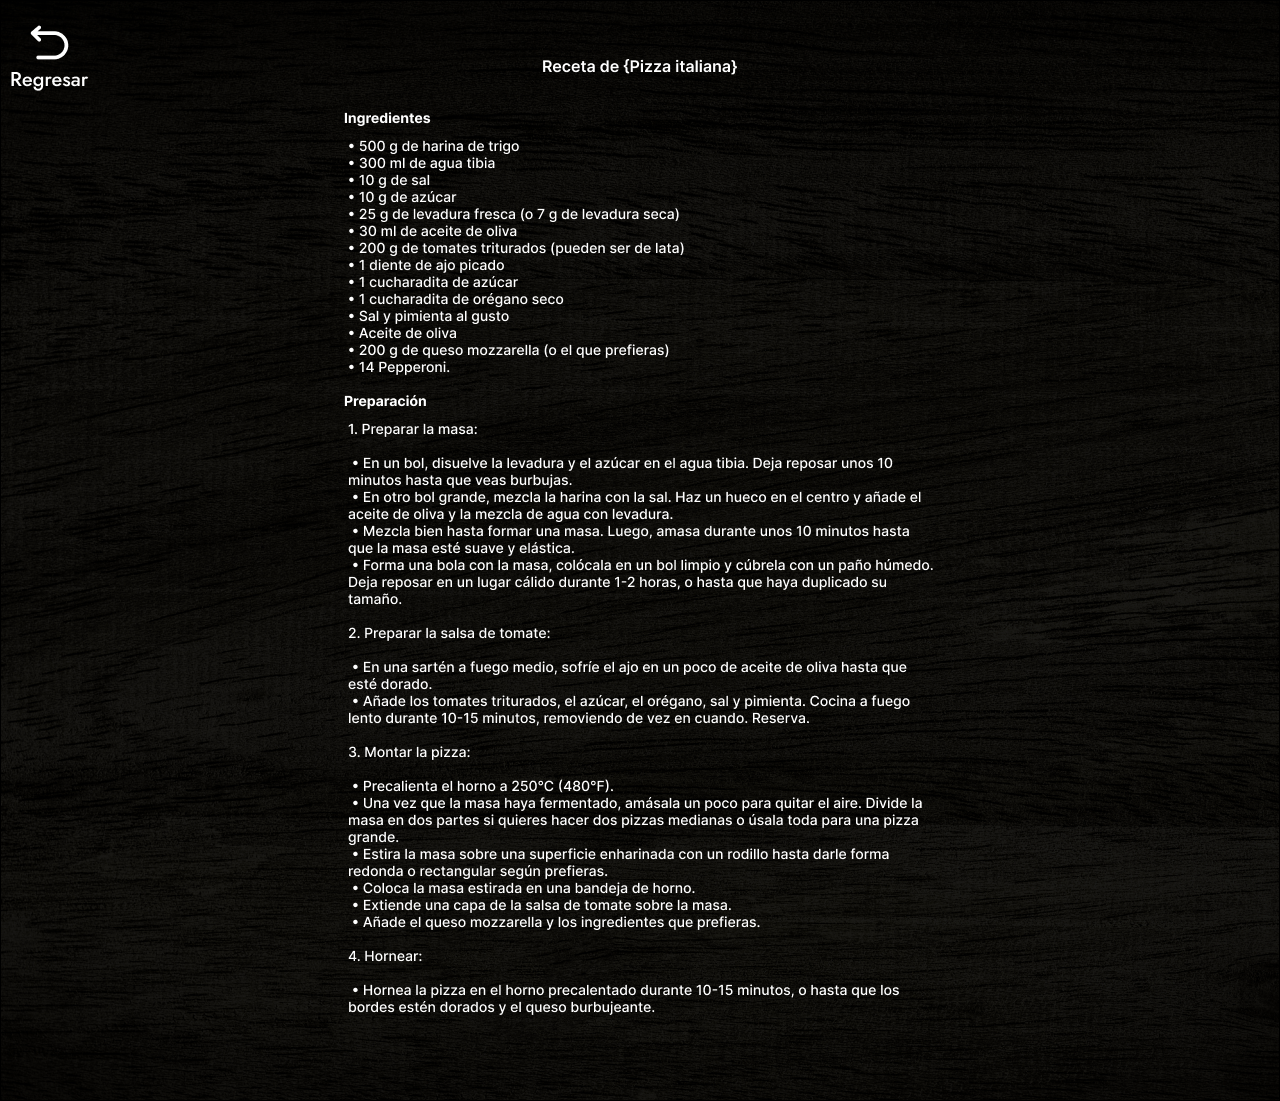 Regresar
Receta de {Pizza italiana}
Ingredientes
• 500 g de harina de trigo
• 300 ml de agua tibia
• 10 g de sal
• 10 g de azúcar
• 25 g de levadura fresca (o 7 g de levadura seca)
• 30 ml de aceite de oliva
• 200 g de tomates triturados (pueden ser de lata)
• 1 diente de ajo picado
• 1 cucharadita de azúcar
• 1 cucharadita de orégano seco
• Sal y pimienta al gusto
• Aceite de oliva
• 200 g de queso mozzarella (o el que prefieras)
• 14 Pepperoni.
Preparación
1. Preparar la masa:
• En un bol, disuelve la levadura y el azúcar en el agua tibia. Deja reposar unos 10
minutos hasta que veas burbujas.
• En otro bol grande, mezcla la harina con la sal. Haz un hueco en el centro y añade el
aceite de oliva y la mezcla de agua con levadura.
• Mezcla bien hasta formar una masa. Luego, amasa durante unos 10 minutos hasta
que la masa esté suave y elástica.
• Forma una bola con la masa, colócala en un bol limpio y cúbrela con un paño húmedo.
Deja reposar en un lugar cálido durante 1-2 horas, o hasta que haya duplicado su
tamaño.
2. Preparar la salsa de tomate:
• En una sartén a fuego medio, sofríe el ajo en un poco de aceite de oliva hasta que
esté dorado.
• Añade los tomates triturados, el azúcar, el orégano, sal y pimienta. Cocina a fuego
lento durante 10-15 minutos, removiendo de vez en cuando. Reserva.
3. Montar la pizza:
• Precalienta el horno a 250°C (480°F).
• Una vez que la masa haya fermentado, amásala un poco para quitar el aire. Divide la
masa en dos partes si quieres hacer dos pizzas medianas o úsala toda para una pizza
grande.
• Estira la masa sobre una superficie enharinada con un rodillo hasta darle forma
redonda o rectangular según prefieras.
• Coloca la masa estirada en una bandeja de horno.
• Extiende una capa de la salsa de tomate sobre la masa.
• Añade el queso mozzarella y los ingredientes que prefieras.
4. Hornear:
• Hornea la pizza en el horno precalentado durante 10-15 minutos, o hasta que los
bordes estén dorados y el queso burbujeante.